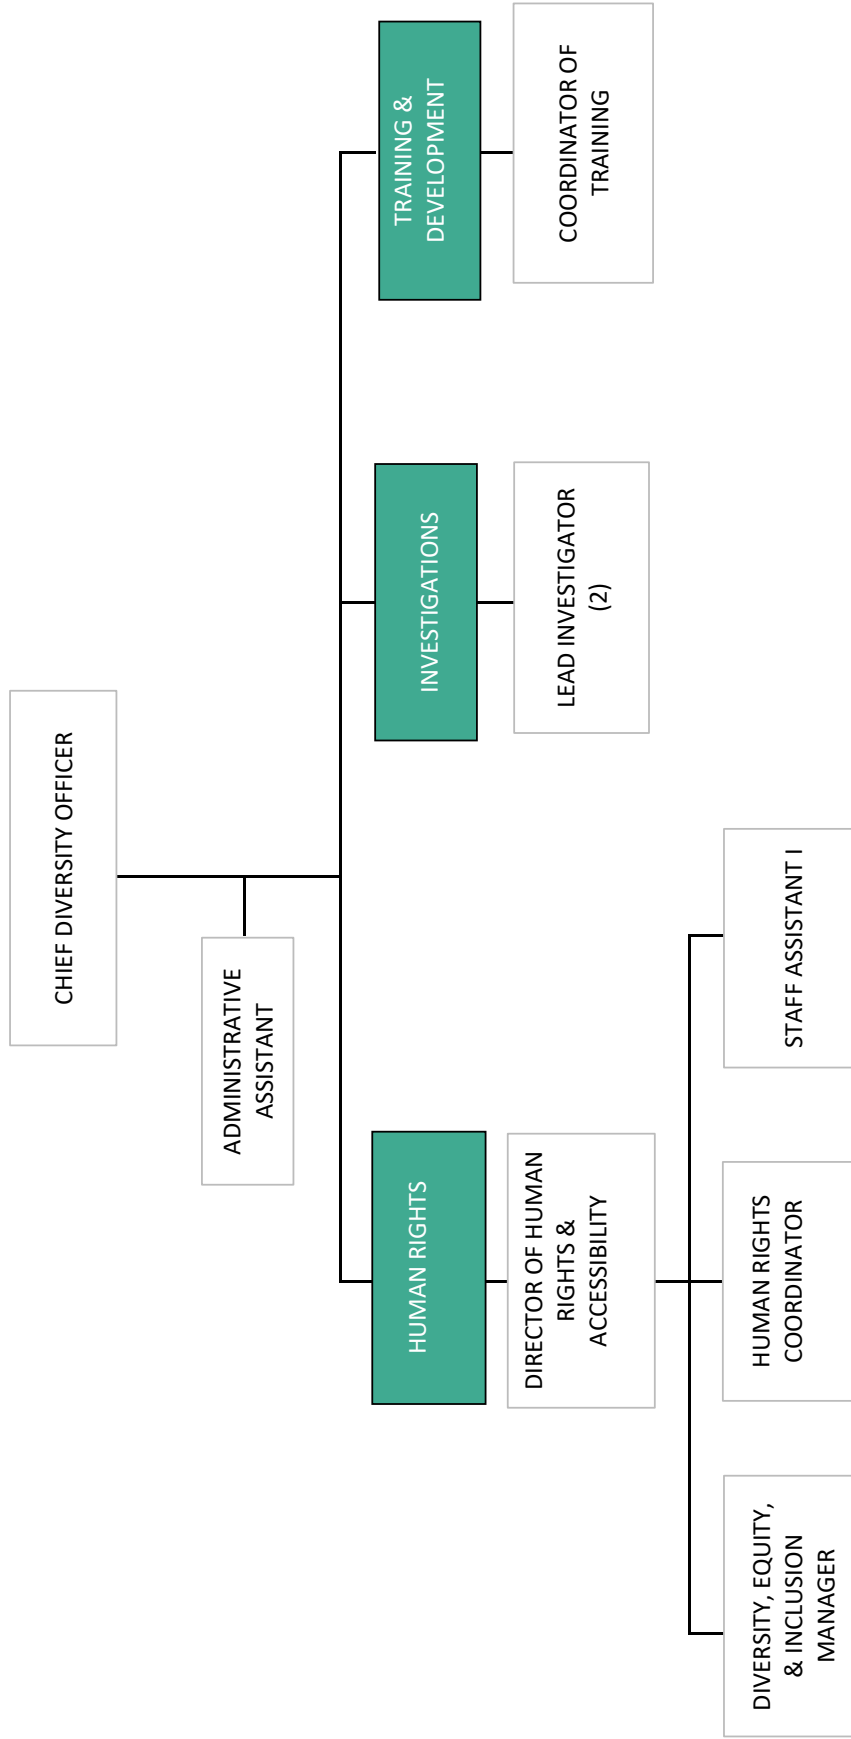 CHIEF DIVERSITY OFFICER
ADMINISTRATIVE
ASSISTANT
HUMAN RIGHTS
INVESTIGATIONS
TRAINING &
DEVELOPMENT
DIRECTOR OF HUMAN
RIGHTS &
ACCESSIBILITY
LEAD INVESTIGATOR
(2)
COORDINATOR OF
TRAINING
DIVERSITY, EQUITY,
& INCLUSION
MANAGER
HUMAN RIGHTS
COORDINATOR
STAFF ASSISTANT I